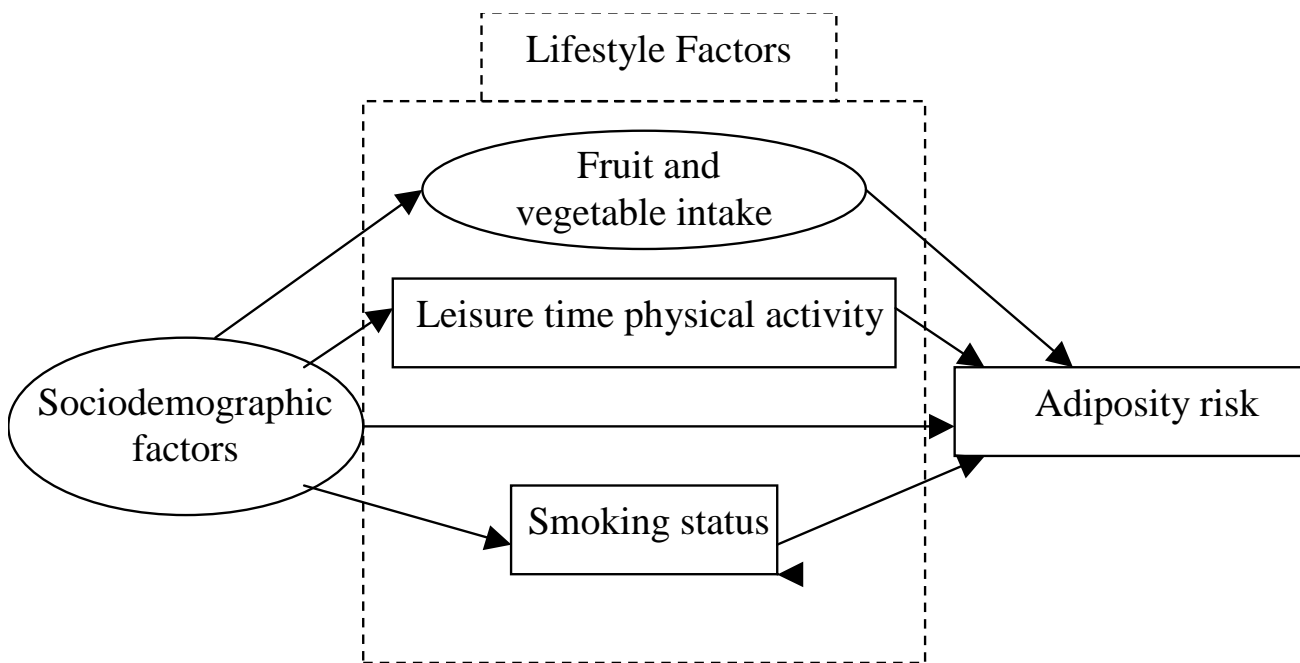 Lifestyle Factors
Fruit and
vegetable intake
Leisure time physical activity
Sociodemographic
factors
Adiposity risk
Smoking status